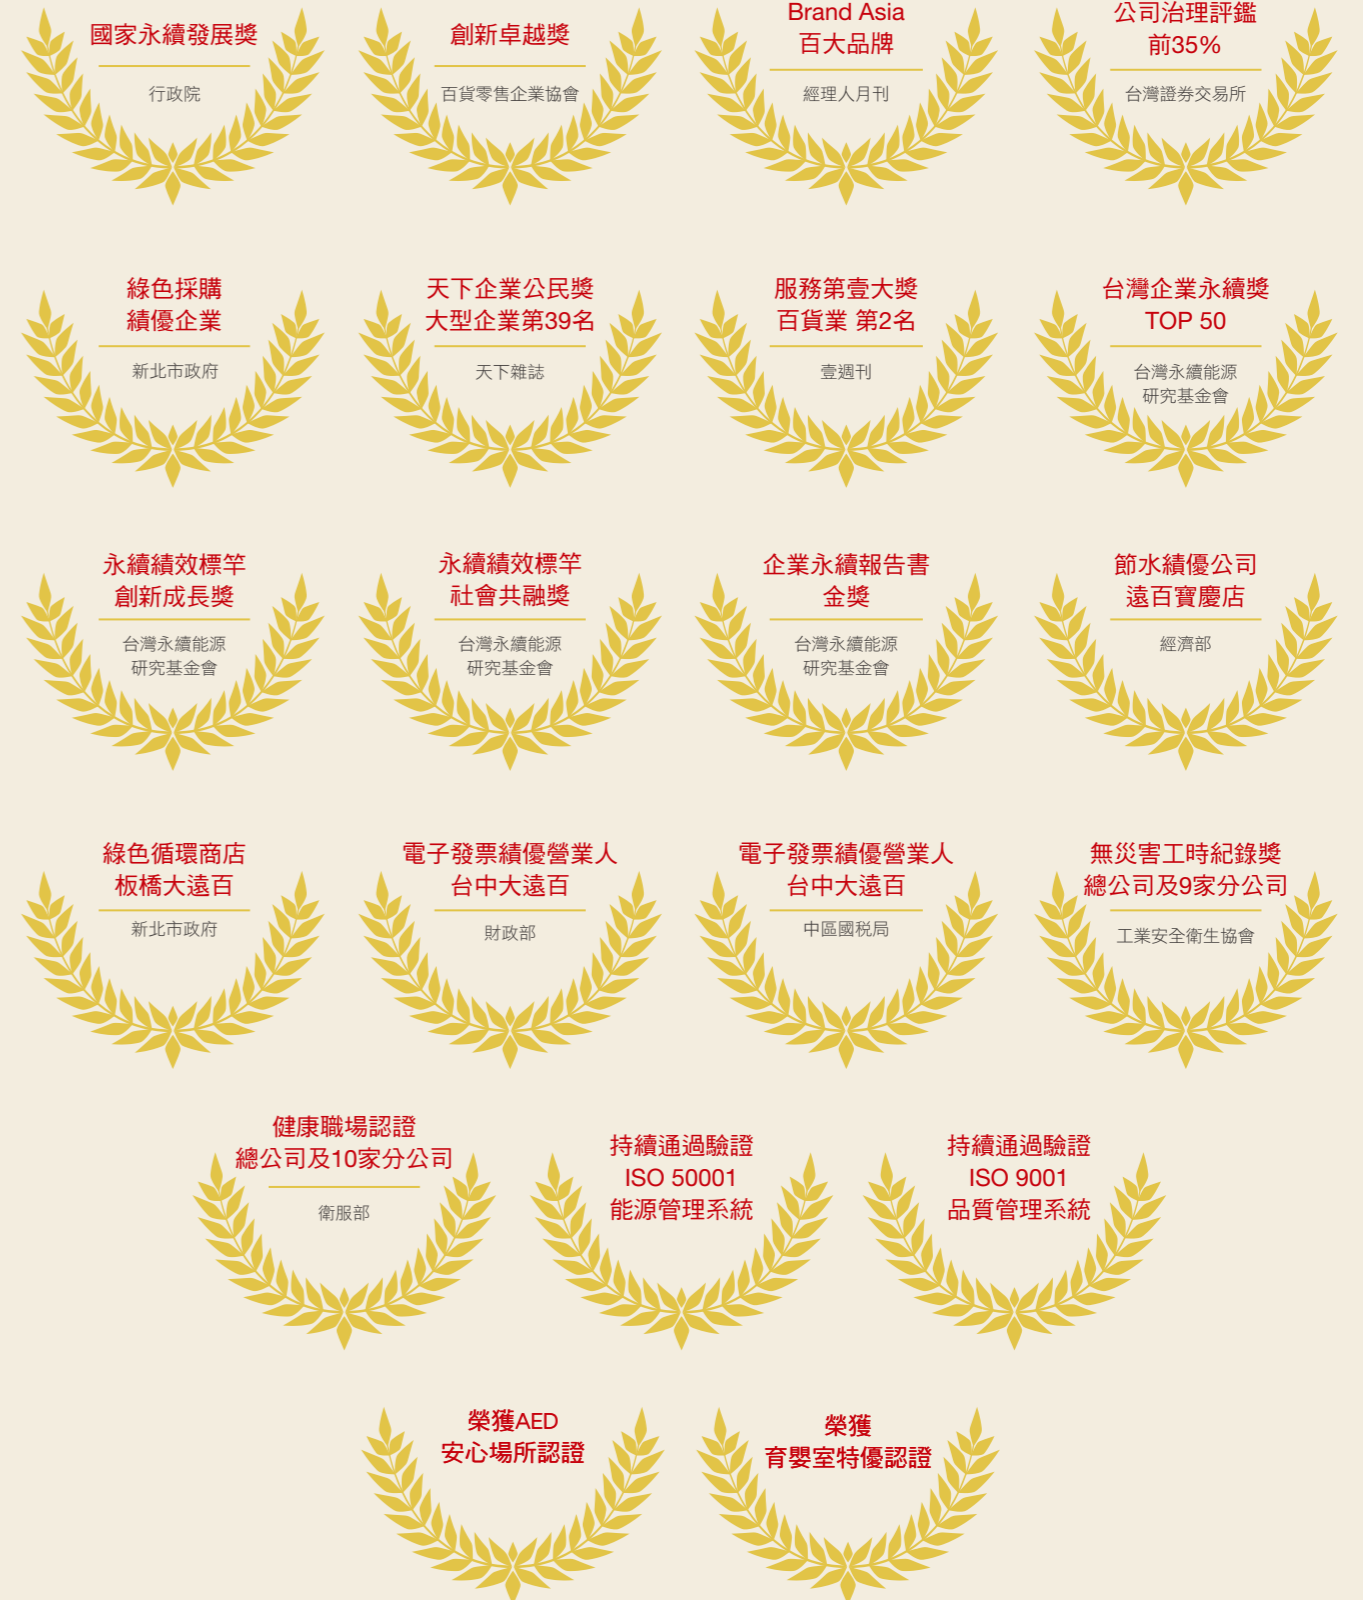 國家永續發展獎
行政院
創新卓越獎
百貨零售企業協會
Brand Asia
百大品牌
經理人月刊
公司治理評鑑
前35%
台灣證券交易所
綠色採購
績優企業
新北市政府
天下企業公民獎
大型企業第39名
天下雜誌
服務第壹大獎
百貨業 第2名
壹週刊
台灣企業永續獎
TOP 50
台灣永續能源
研究基金會
永續績效標竿
創新成長獎
台灣永續能源
研究基金會
永續績效標竿
社會共融獎
台灣永續能源
研究基金會
企業永續報告書
金獎
台灣永續能源
研究基金會
節水績優公司
遠百寶慶店
經濟部
綠色循環商店
板橋大遠百
新北市政府
電子發票績優營業人
台中大遠百
財政部
電子發票績優營業人
台中大遠百
中區國税局
無災害工時紀錄獎
總公司及9家分公司
工業安全衛生協會
健康職場認證
總公司及10家分公司
衛服部
持續通過驗證
ISO 50001
能源管理系統
持續通過驗證
ISO 9001
品質管理系統
榮獲AED
安心場所認證
榮獲
育嬰室特優認證